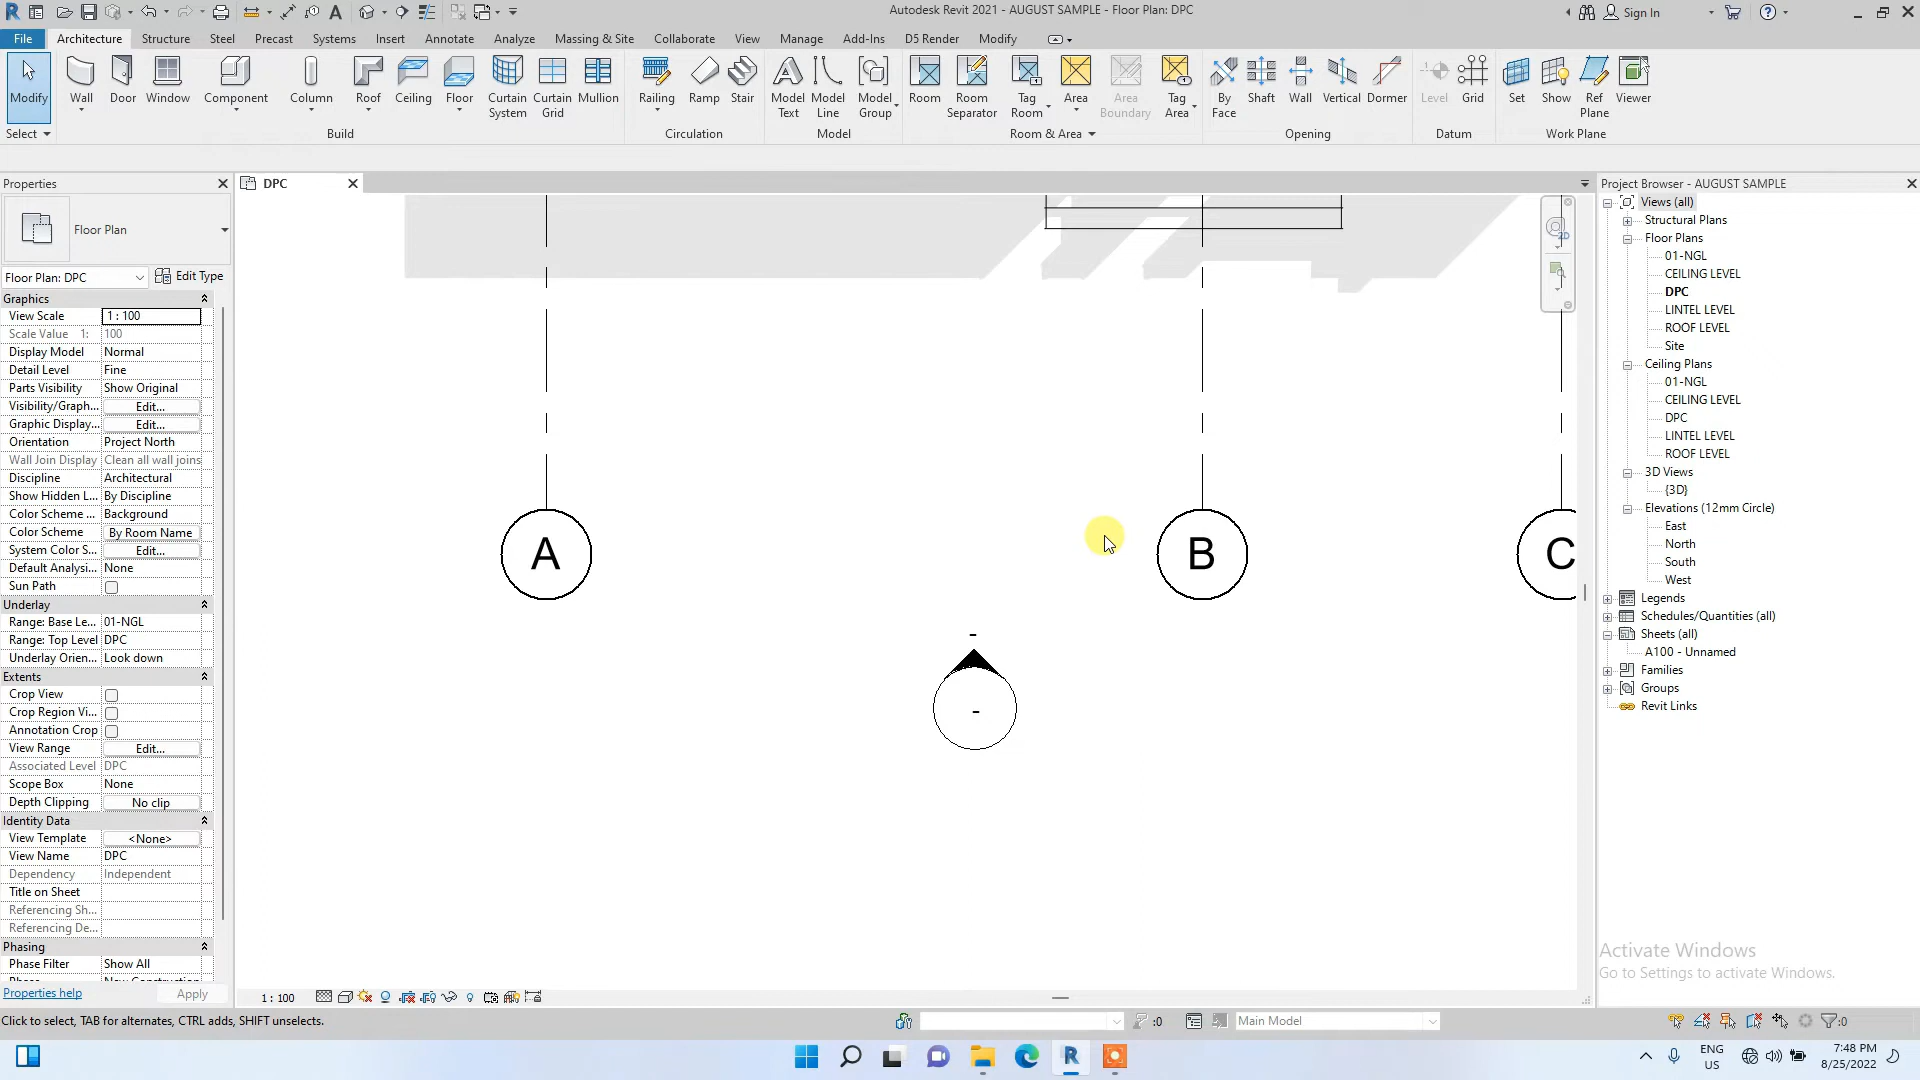 Autodesk Revit 2021 - AUGUST SAMPLE - Floor Plan: DPC
Sign In
File Architecture Structure Steel Precast Systems Insert Annotate Analyze Massing & Site Collaborate View Manage Add-Ins D5 Render Modify
Modify Wall Door Window Component Column Roof Ceiling Floor Curtain System Curtain Grid Mullion Railing Ramp Stair Model Text Model Line Model Group Room Room Separator Tag Room Area Area Boundary Tag Area By Face Shaft Wall Vertical Dormer Level Grid Set Show Ref Plane Viewer
Select Build Circulation Model Room & Area Opening Datum Work Plane
Properties
DPC
Project Browser - AUGUST SAMPLE
Floor Plan
Floor Plan: DPC Edit Type
Graphics
View Scale 1 : 100
Scale Value 1: 100
Display Model Normal
Detail Level Fine
Parts Visibility Show Original
Visibility/Graph... Edit...
Graphic Display... Edit...
Orientation Project North
Wall Join Display Clean all wall joins
Discipline Architectural
Show Hidden L... By Discipline
Color Scheme ... Background
Color Scheme By Room Name
System Color S... Edit...
Default Analysi... None
Sun Path
Underlay
Range: Base Le... 01-NGL
Range: Top Level DPC
Underlay Orien... Look down
Extents
Crop View
Crop Region Vi...
Annotation Crop
View Range Edit...
Associated Level DPC
Scope Box None
Depth Clipping No clip
Identity Data
View Template <None>
View Name DPC
Dependency Independent
Title on Sheet
Referencing Sh...
Referencing De...
Phasing
Phase Filter Show All
Properties help Apply
2D
A
B
C
-
-
Views (all)
Structural Plans
Floor Plans
01-NGL
CEILING LEVEL
DPC
LINTEL LEVEL
ROOF LEVEL
Site
Ceiling Plans
01-NGL
CEILING LEVEL
DPC
LINTEL LEVEL
ROOF LEVEL
3D Views
{3D}
Elevations (12mm Circle)
East
North
South
West
Legends
Schedules/Quantities (all)
Sheets (all)
A100 - Unnamed
Families
Groups
Revit Links
Activate Windows
Go to Settings to activate Windows.
1 : 100
Click to select, TAB for alternates, CTRL adds, SHIFT unselects.
:0
Main Model
:0
ENG
US
7:48 PM
8/25/2022